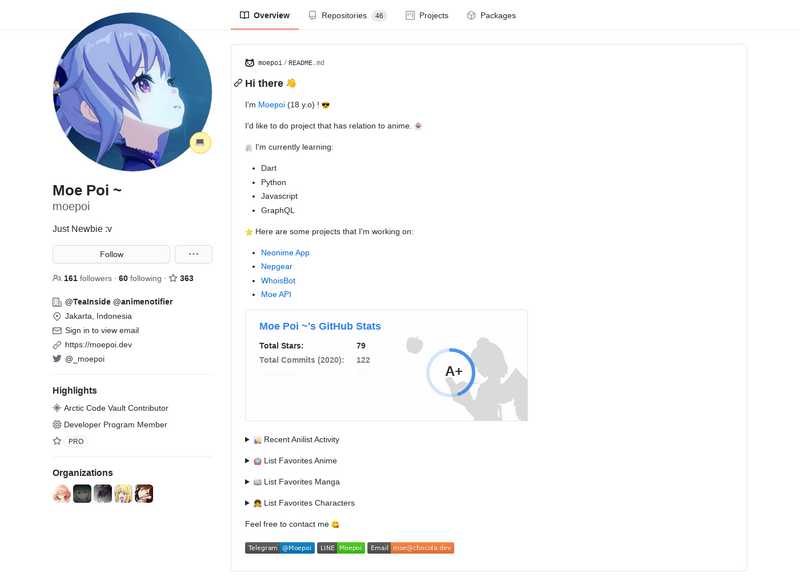 Overview
Repositories 46
Projects
Packages
moepoi/README.md
Hi there 👋
I'm Moepoi (18 y.o) ! 😎
I'd like to do project that has relation to anime.
I'm currently learning:
Dart
Python
Javascript
GraphQL
⭐ Here are some projects that I'm working on:
Neonime App
Nepgear
WhoisBot
Moe API
Moe Poi ~'s GitHub Stats
Total Stars: 79
Total Commits (2020): 122
A+
Recent Anilist Activity
List Favorites Anime
List Favorites Manga
List Favorites Characters
Feel free to contact me 😋
Telegram @Moepoi LINE Moepoi Email moe@chocola.dev
Moe Poi ~
moepoi
Just Newbie :v
Follow
161 followers · 60 following · 363
@TeaInside @animenotifier
Jakarta, Indonesia
Sign in to view email
https://moepoi.dev
@_moepoi
Highlights
Arctic Code Vault Contributor
Developer Program Member
PRO
Organizations